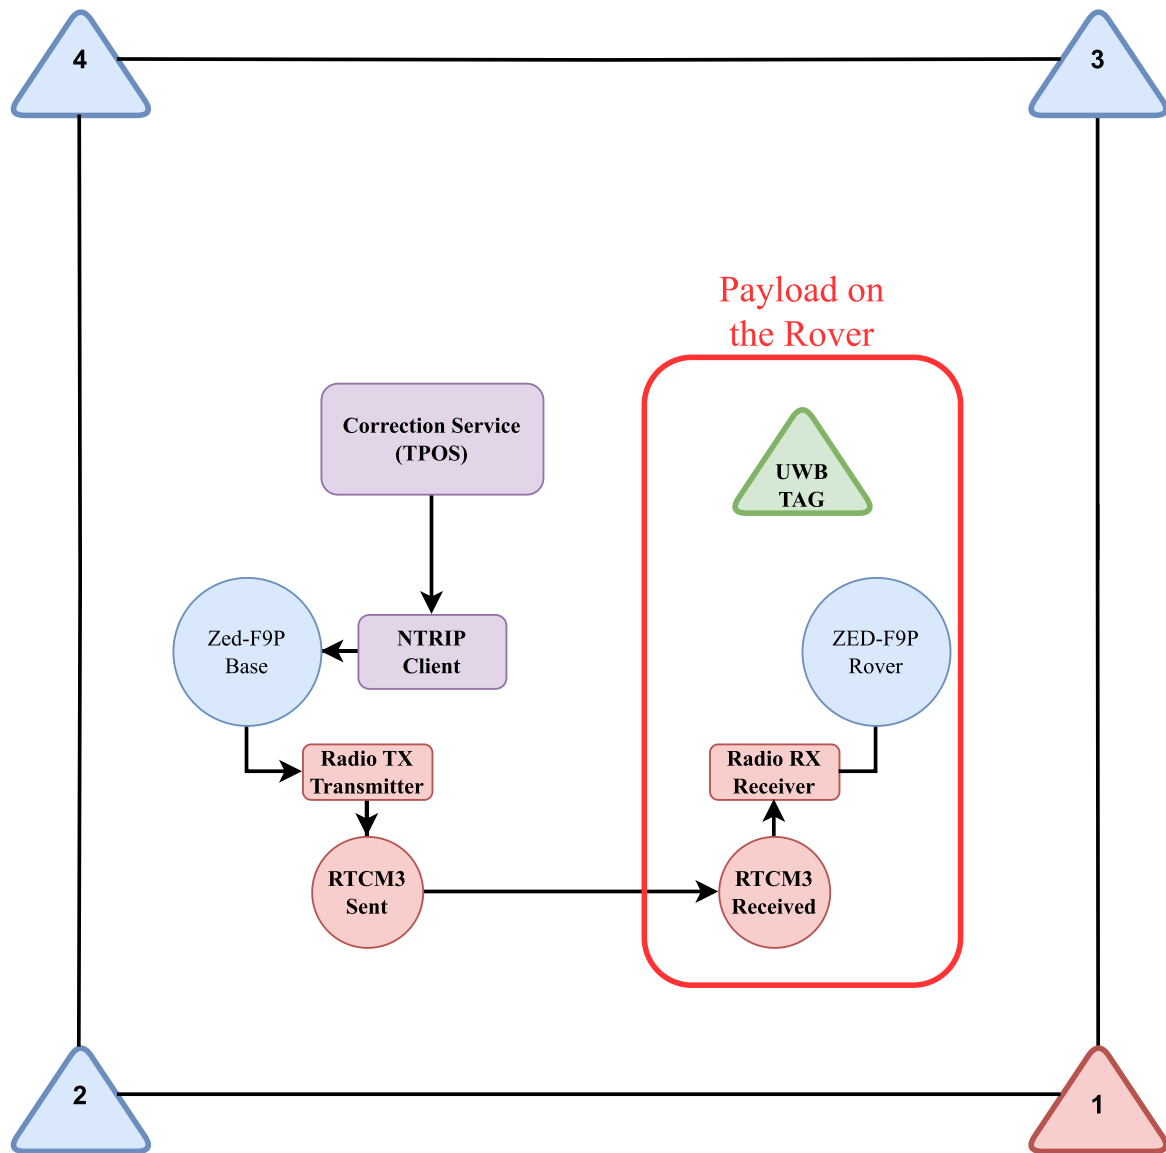 4
3
Payload on
the Rover
Correction Service
(TPOS)
UWB
TAG
Zed-F9P
Base
NTRIP
Client
ZED-F9P
Rover
Radio TX
Transmitter
Radio RX
Receiver
RTCM3
Sent
RTCM3
Received
2
1